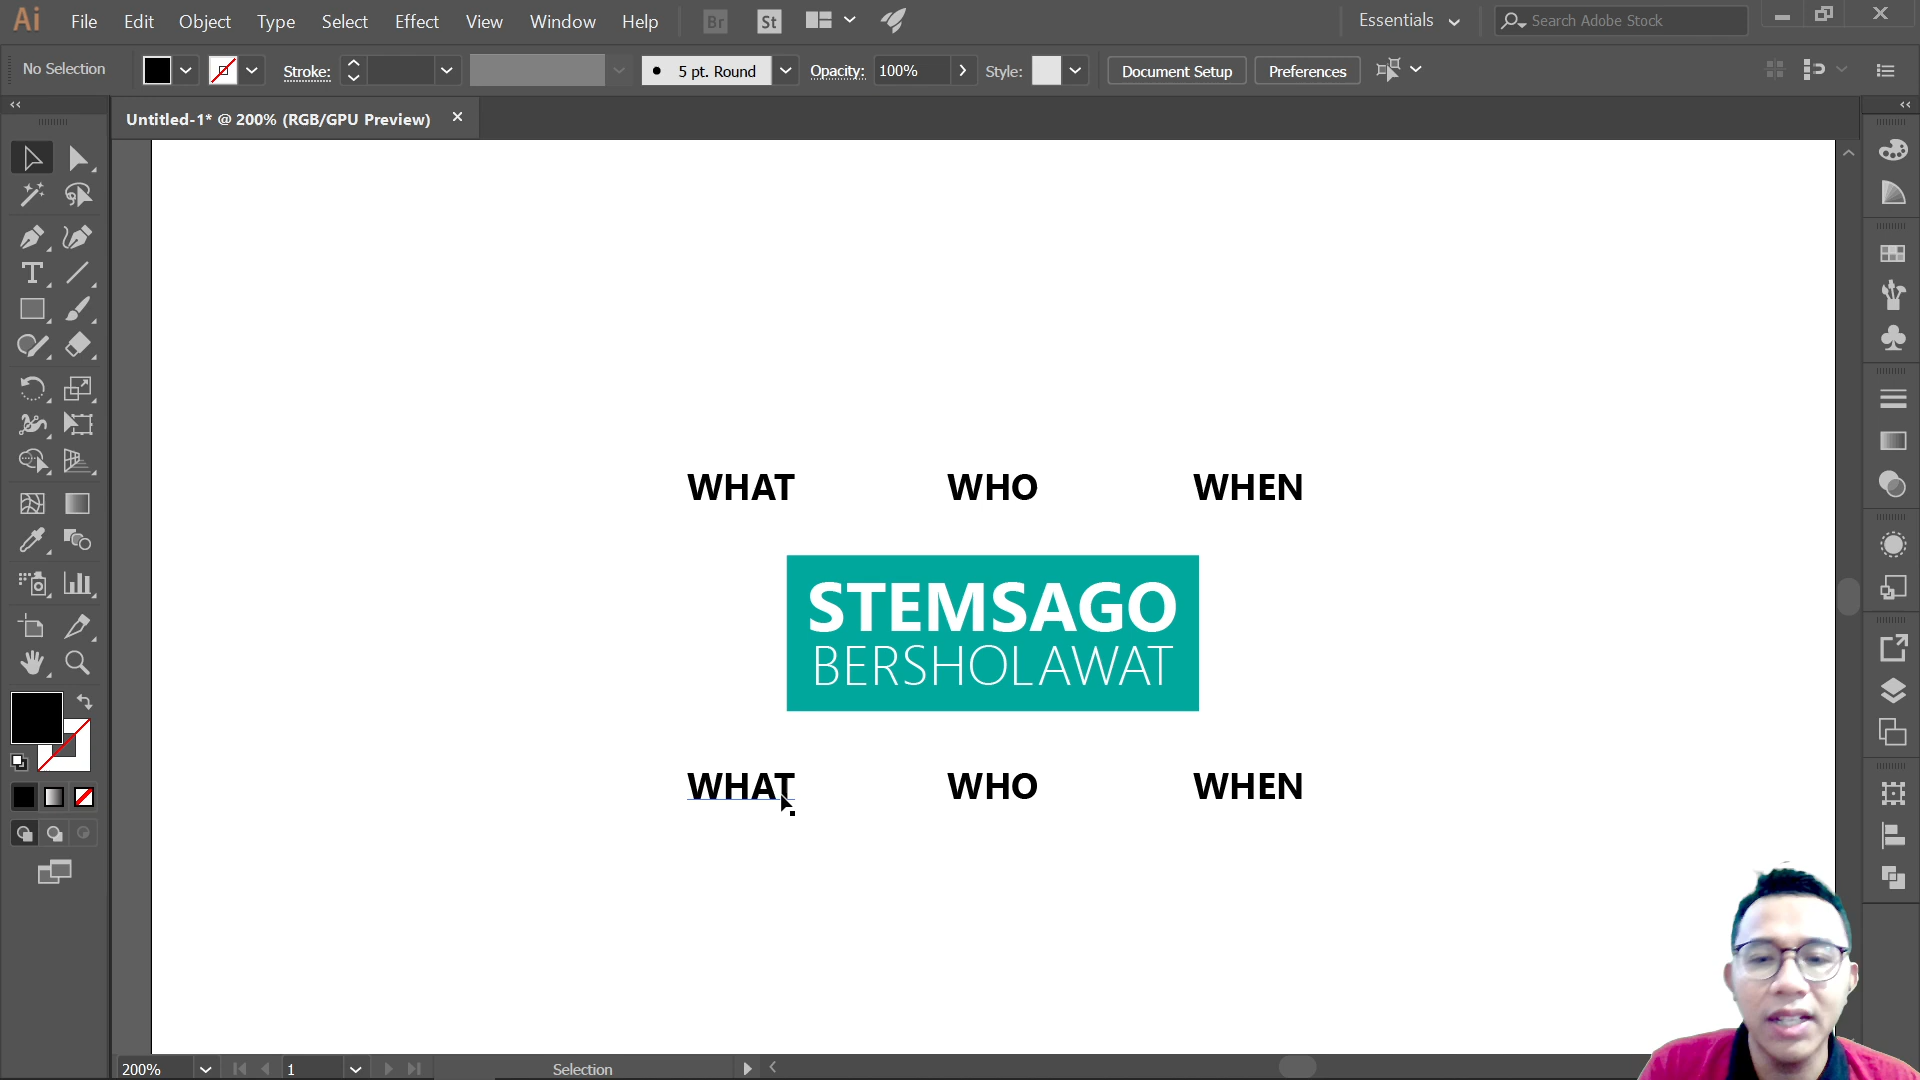 Ai File Edit Object Type Select Effect View Window Help Br St Essentials Search Adobe Stock
No Selection Stroke: 5 pt. Round Opacity: 100% Style: Document Setup Preferences
Untitled-1* @ 200% (RGB/GPU Preview)
WHAT WHO WHEN
STEMSAGO
BERSHOLAWAT
WHAT WHO WHEN
200% 1 Selection